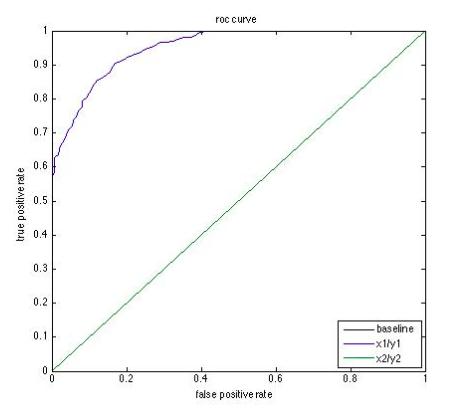 roc curve
1
0.9
0.8
0.7
0.6
0.5
0.4
0.3
0.2
0.1
0
true positive rate
0 0.2 0.4 0.6 0.8 1
false positive rate
baseline
x1/y1
x2/y2